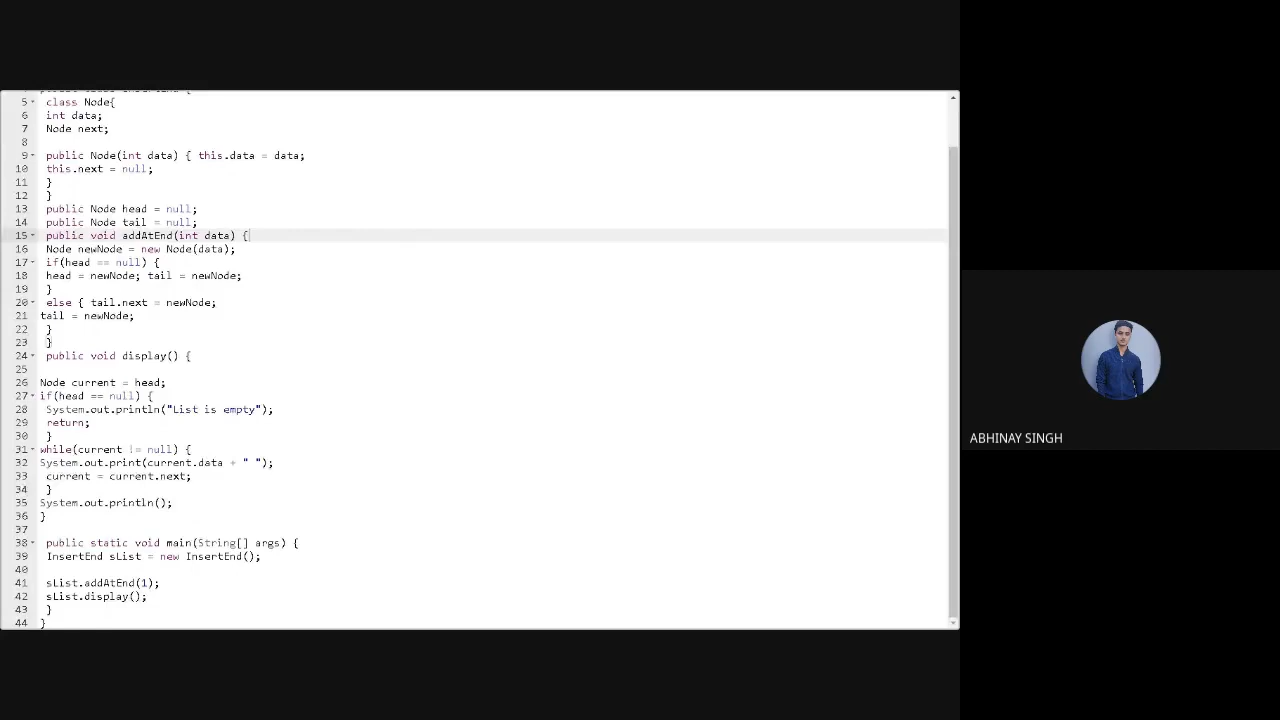 5 class Node{
6 int data;
7 Node next;
8
9 public Node(int data) { this.data = data;
10 this.next = null;
11 }
12 }
13 public Node head = null;
14 public Node tail = null;
15 public void addAtEnd(int data) {
16 Node newNode = new Node(data);
17 if(head == null) {
18 head = newNode; tail = newNode;
19 }
20 else { tail.next = newNode;
21 tail = newNode;
22 }
23 }
24 public void display() {
25
26 Node current = head;
27 if(head == null) {
28 System.out.println("List is empty");
29 return;
30 }
31 while(current != null) {
32 System.out.print(current.data + " ");
33 current = current.next;
34 }
35 System.out.println();
36 }
37
38 public static void main(String[] args) {
39 InsertEnd sList = new InsertEnd();
40
41 sList.addAtEnd(1);
42 sList.display();
43 }
44 }
ABHINAY SINGH